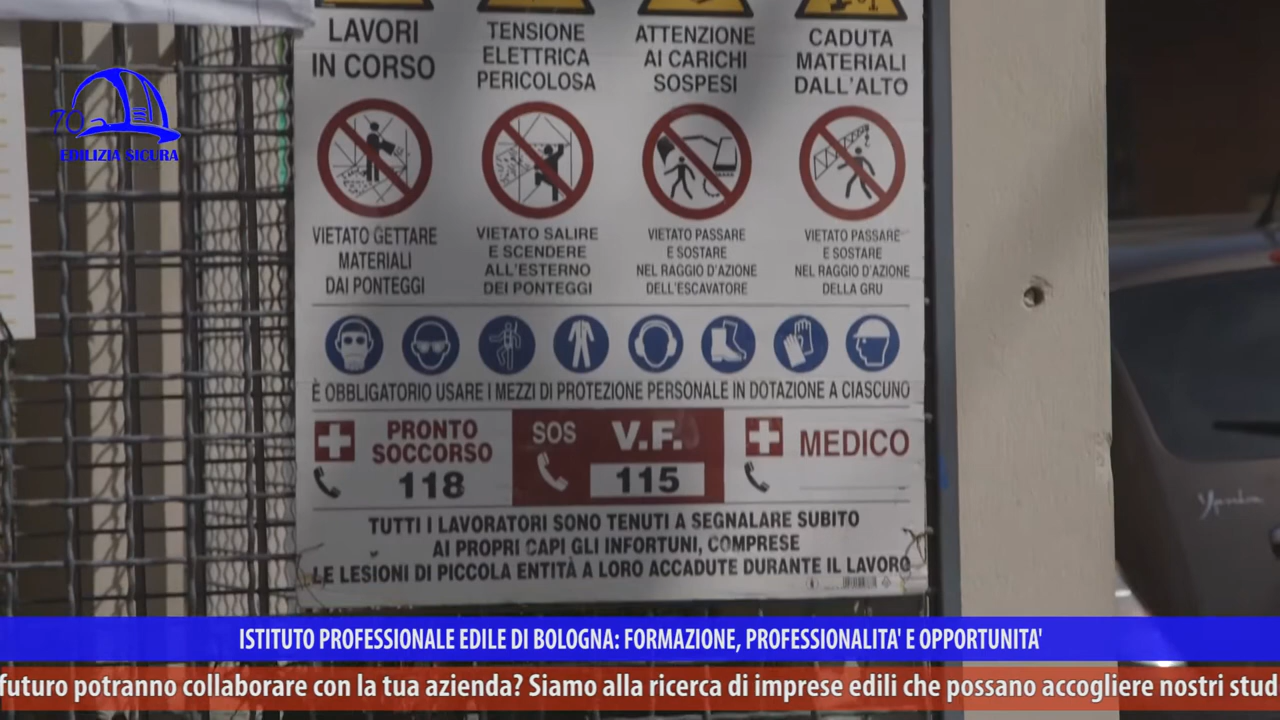 LAVORI
IN CORSO
TENSIONE
ELETTRICA
PERICOLOSA
ATTENZIONE
AI CARICHI
SOSPESI
CADUTA
MATERIALI
DALL'ALTO
70
EDILIZIA SICURA
VIETATO GETTARE
MATERIALI
DAI PONTEGGI
VIETATO SALIRE
E SCENDERE
ALL'ESTERNO
DEI PONTEGGI
VIETATO PASSARE
E SOSTARE
NEL RAGGIO D'AZIONE
DELL'ESCAVATORE
VIETATO PASSARE
E SOSTARE
NEL RAGGIO D'AZIONE
DELLA GRU
È OBBLIGATORIO USARE I MEZZI DI PROTEZIONE PERSONALE IN DOTAZIONE A CIASCUNO
PRONTO
SOCCORSO
118
SOS V.F.
115
MEDICO
TUTTI I LAVORATORI SONO TENUTI A SEGNALARE SUBITO
AI PROPRI CAPI GLI INFORTUNI, COMPRESE
LE LESIONI DI PICCOLA ENTITÀ A LORO ACCADUTE DURANTE IL LAVORO
Ypsilon
ISTITUTO PROFESSIONALE EDILE DI BOLOGNA: FORMAZIONE, PROFESSIONALITA' E OPPORTUNITA'
futuro potranno collaborare con la tua azienda? Siamo alla ricerca di imprese edili che possano accogliere nostri stud